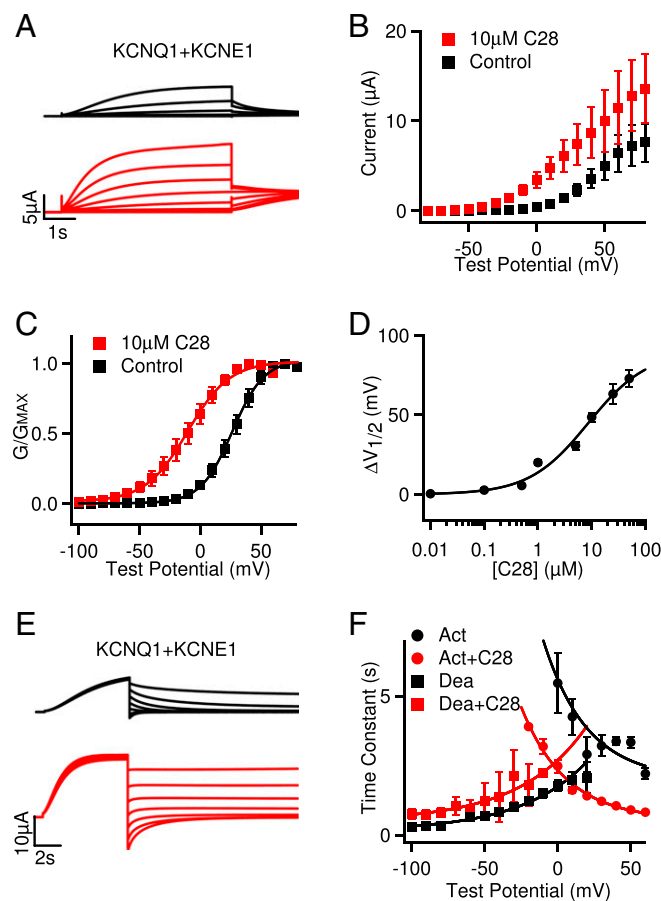 A
KCNQ1+KCNE1
5μA
1s
B
10μM C28
Control
20
10
0
Current (μA)
-50
0
50
Test Potential (mV)
C
10μM C28
Control
1.0
0.5
0.0
G/GMAX
-100
-50
0
50
Test Potential (mV)
D
100
50
0
ΔV1/2 (mV)
0.01
0.1
1
10
100
[C28] (μM)
E
KCNQ1+KCNE1
10μA
2s
F
Act
Act+C28
Dea
Dea+C28
5
0
Time Constant (s)
-100
-50
0
50
Test Potential (mV)